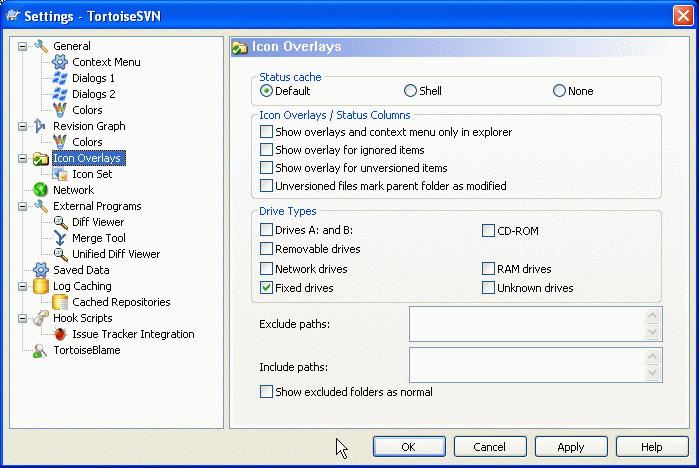 Settings - TortoiseSVN
General
Context Menu
Dialogs 1
Dialogs 2
Colors
Revision Graph
Colors
Icon Overlays
Icon Set
Network
External Programs
Diff Viewer
Merge Tool
Unified Diff Viewer
Saved Data
Log Caching
Cached Repositories
Hook Scripts
Issue Tracker Integration
TortoiseBlame
Icon Overlays
Status cache
Default Shell None
Icon Overlays / Status Columns
Show overlays and context menu only in explorer
Show overlay for ignored items
Show overlay for unversioned items
Unversioned files mark parent folder as modified
Drive Types
Drives A: and B: CD-ROM
Removable drives
Network drives RAM drives
Fixed drives Unknown drives
Exclude paths:
Include paths:
Show excluded folders as normal
OK Cancel Apply Help